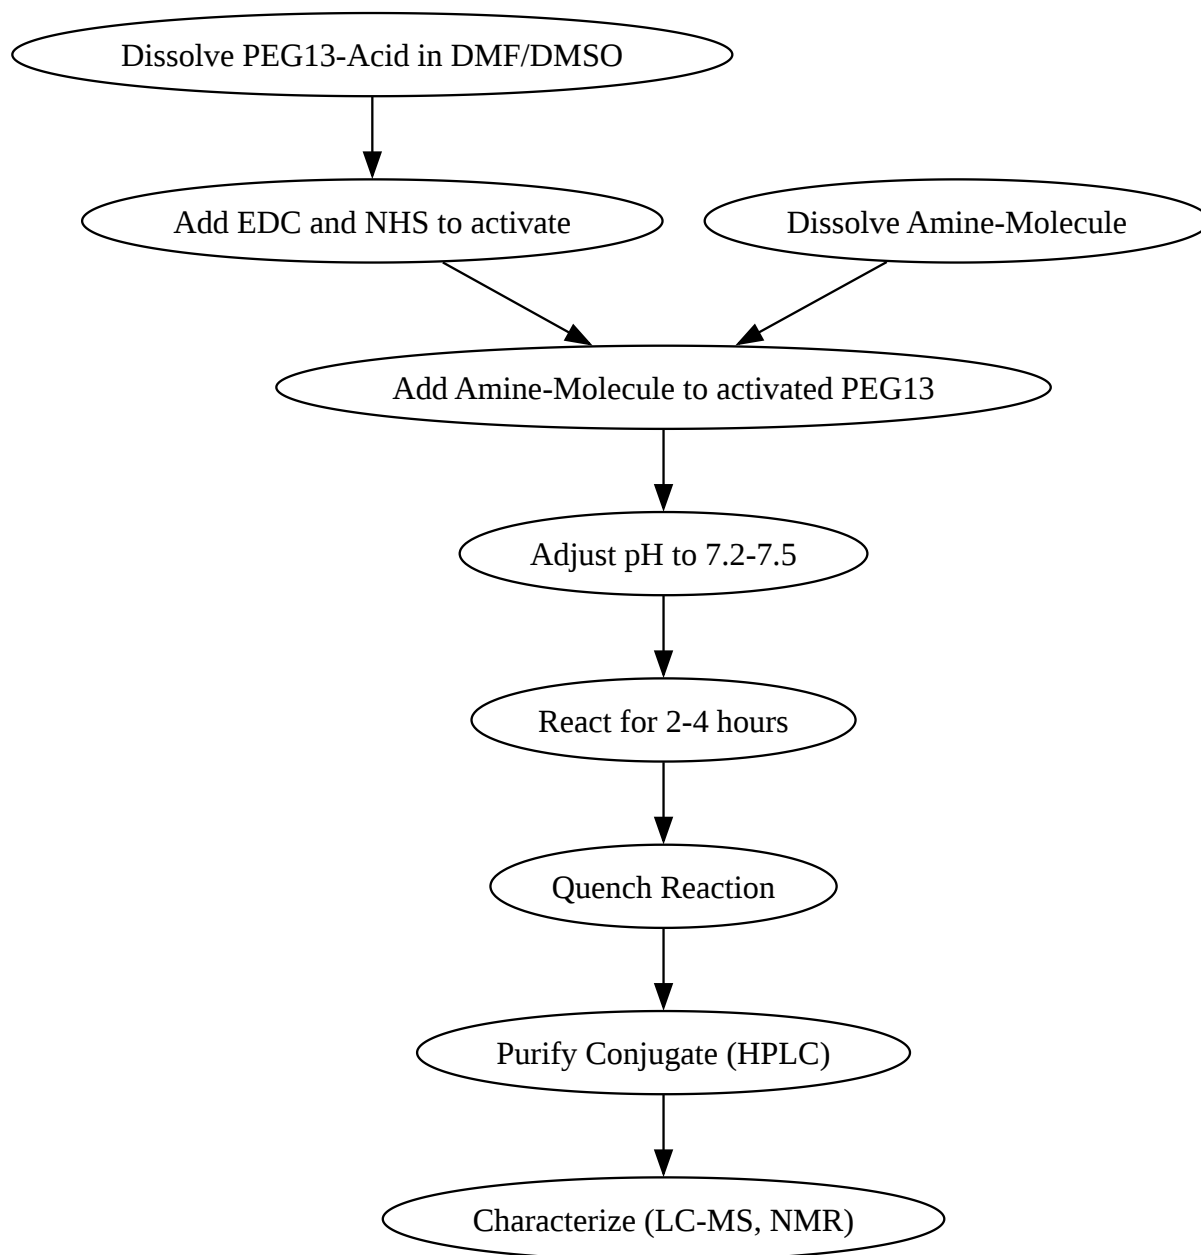 Dissolve PEG13-Acid in DMF/DMSO
Add EDC and NHS to activate
Dissolve Amine-Molecule
Add Amine-Molecule to activated PEG13
Adjust pH to 7.2-7.5
React for 2-4 hours
Quench Reaction
Purify Conjugate (HPLC)
Characterize (LC-MS, NMR)